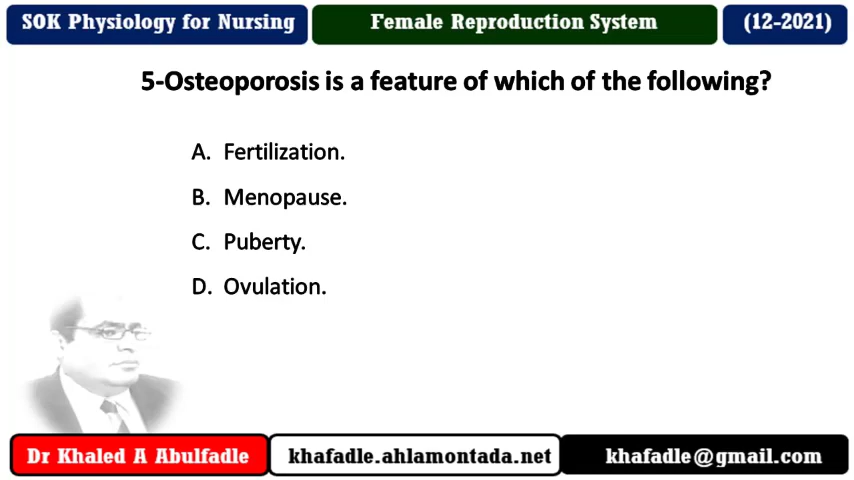 SOK Physiology for Nursing
Female Reproduction System
(12-2021)
5-Osteoporosis is a feature of which of the following?
A. Fertilization.
B. Menopause.
C. Puberty.
D. Ovulation.
Dr Khaled A Abulfadle
khafadle.ahlamontada.net
khafadle@gmail.com